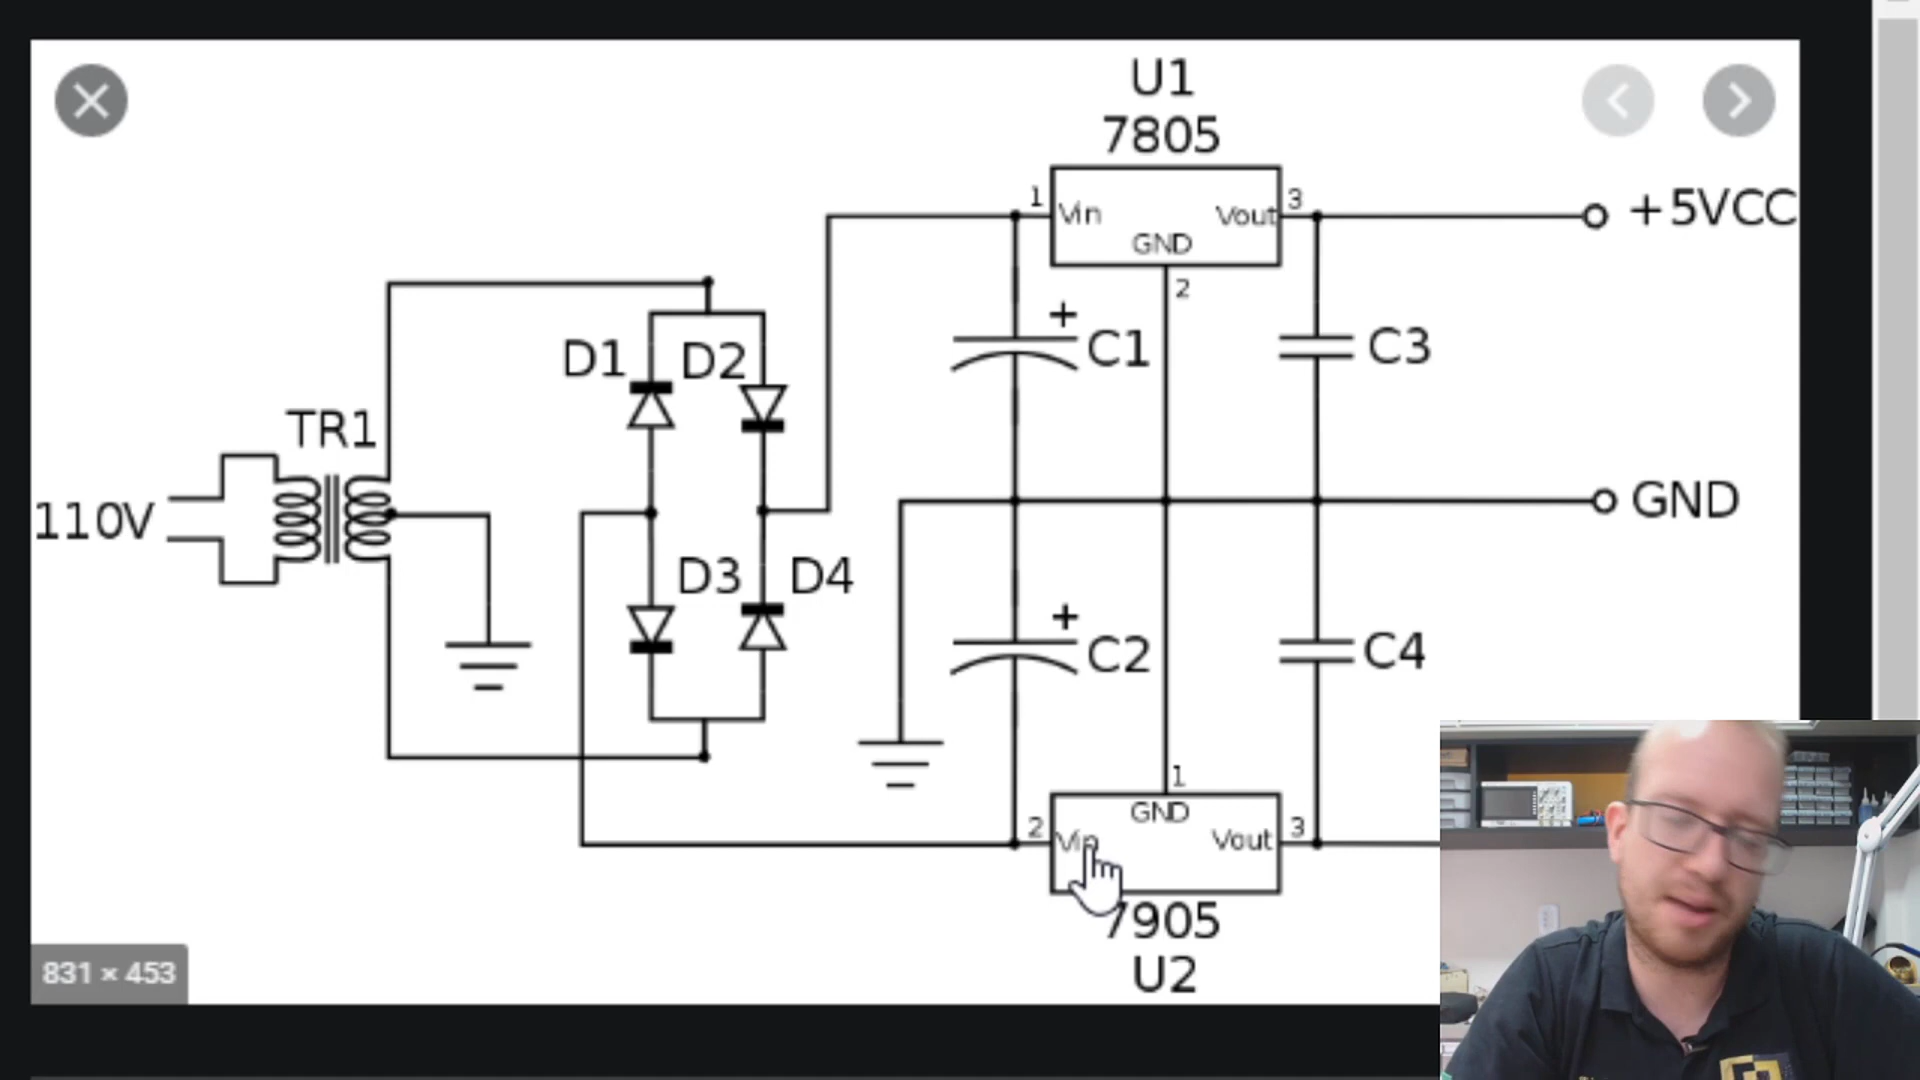 U1
7805
1
Vin
Vout
3
+5VCC
GND
2
+
C1
C3
D1
D2
TR1
110V
GND
D3
D4
+
C2
C4
1
GND
2
Vin
Vout
3
7905
U2
831 × 453